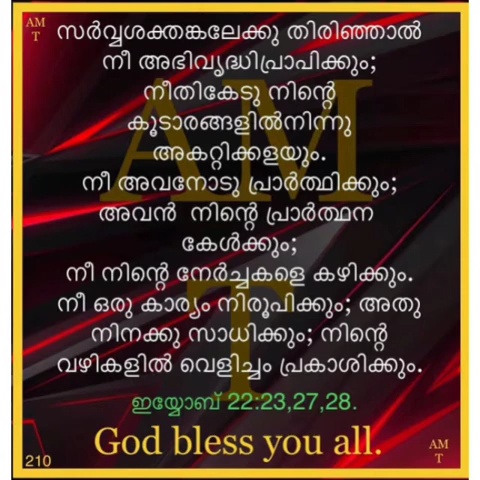 AM
T
സർവ്വശക്തങ്കലേക്കു തിരിഞ്ഞാൽ
നീ അഭിവൃദ്ധിപ്രാപിക്കും;
നീതികേടു നിന്റെ
കൂടാരങ്ങളിൽനിന്നു
അകറ്റിക്കളയും.
നീ അവനോടു പ്രാർത്ഥിക്കും;
അവൻ നിന്റെ പ്രാർത്ഥന
കേൾക്കും;
നീ നിന്റെ നേർച്ചകളെ കഴിക്കും.
നീ ഒരു കാര്യം നിരൂപിക്കും; അതു
നിനക്കു സാധിക്കും; നിന്റെ
വഴികളിൽ വെളിച്ചം പ്രകാശിക്കും.
AM
T
ഇയ്യോബ് 22:23,27,28.
God bless you all.
210
AM
T